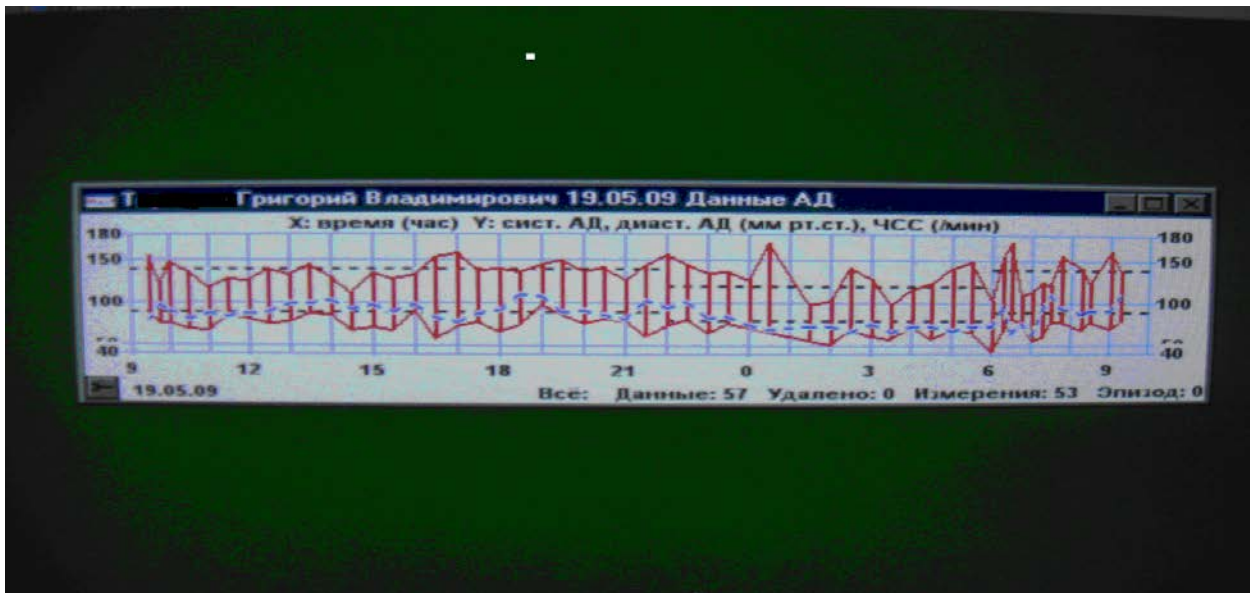 Т Григорий Владимирович 19.05.09 Данные АД
X: время (час) Y: сист. АД, диаст. АД (мм рт.ст.), ЧСС (/мин)
180 180
150 150
100 100
40 40
9 12 15 18 21 0 3 6 9
19.05.09 Всё: Данные: 57 Удалено: 0 Измерения: 53 Эпизод: 0